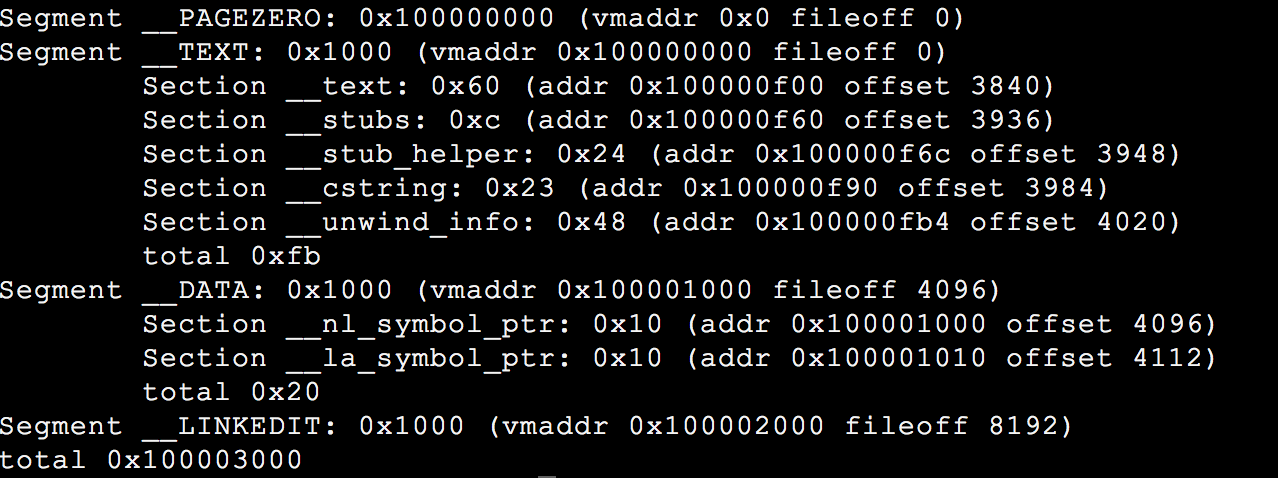 Segment __PAGEZERO: 0x100000000 (vmaddr 0x0 fileoff 0)
Segment __TEXT: 0x1000 (vmaddr 0x100000000 fileoff 0)
Section __text: 0x60 (addr 0x100000f00 offset 3840)
Section __stubs: 0xc (addr 0x100000f60 offset 3936)
Section __stub_helper: 0x24 (addr 0x100000f6c offset 3948)
Section __cstring: 0x23 (addr 0x100000f90 offset 3984)
Section __unwind_info: 0x48 (addr 0x100000fb4 offset 4020)
total 0xfb
Segment __DATA: 0x1000 (vmaddr 0x100001000 fileoff 4096)
Section __nl_symbol_ptr: 0x10 (addr 0x100001000 offset 4096)
Section __la_symbol_ptr: 0x10 (addr 0x100001010 offset 4112)
total 0x20
Segment __LINKEDIT: 0x1000 (vmaddr 0x100002000 fileoff 8192)
total 0x100003000